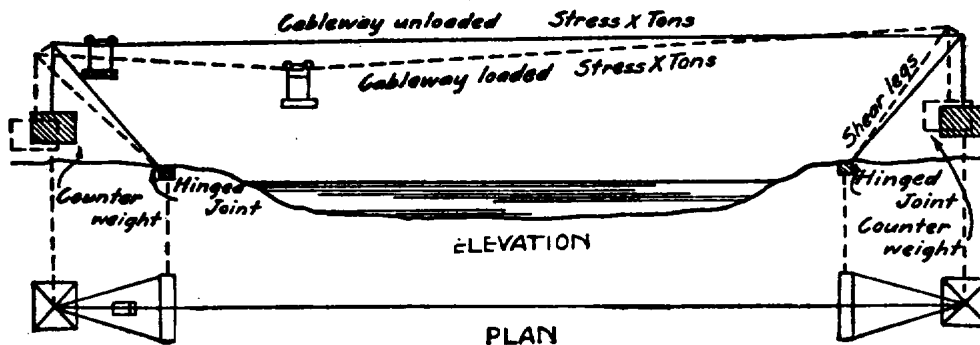 Cableway unloaded Stress X Tons
Cableway loaded Stress X Tons
Shear legs
Counter
weight
Hinged
Joint
Hinged
Joint
Counter
weight
ELEVATION
PLAN